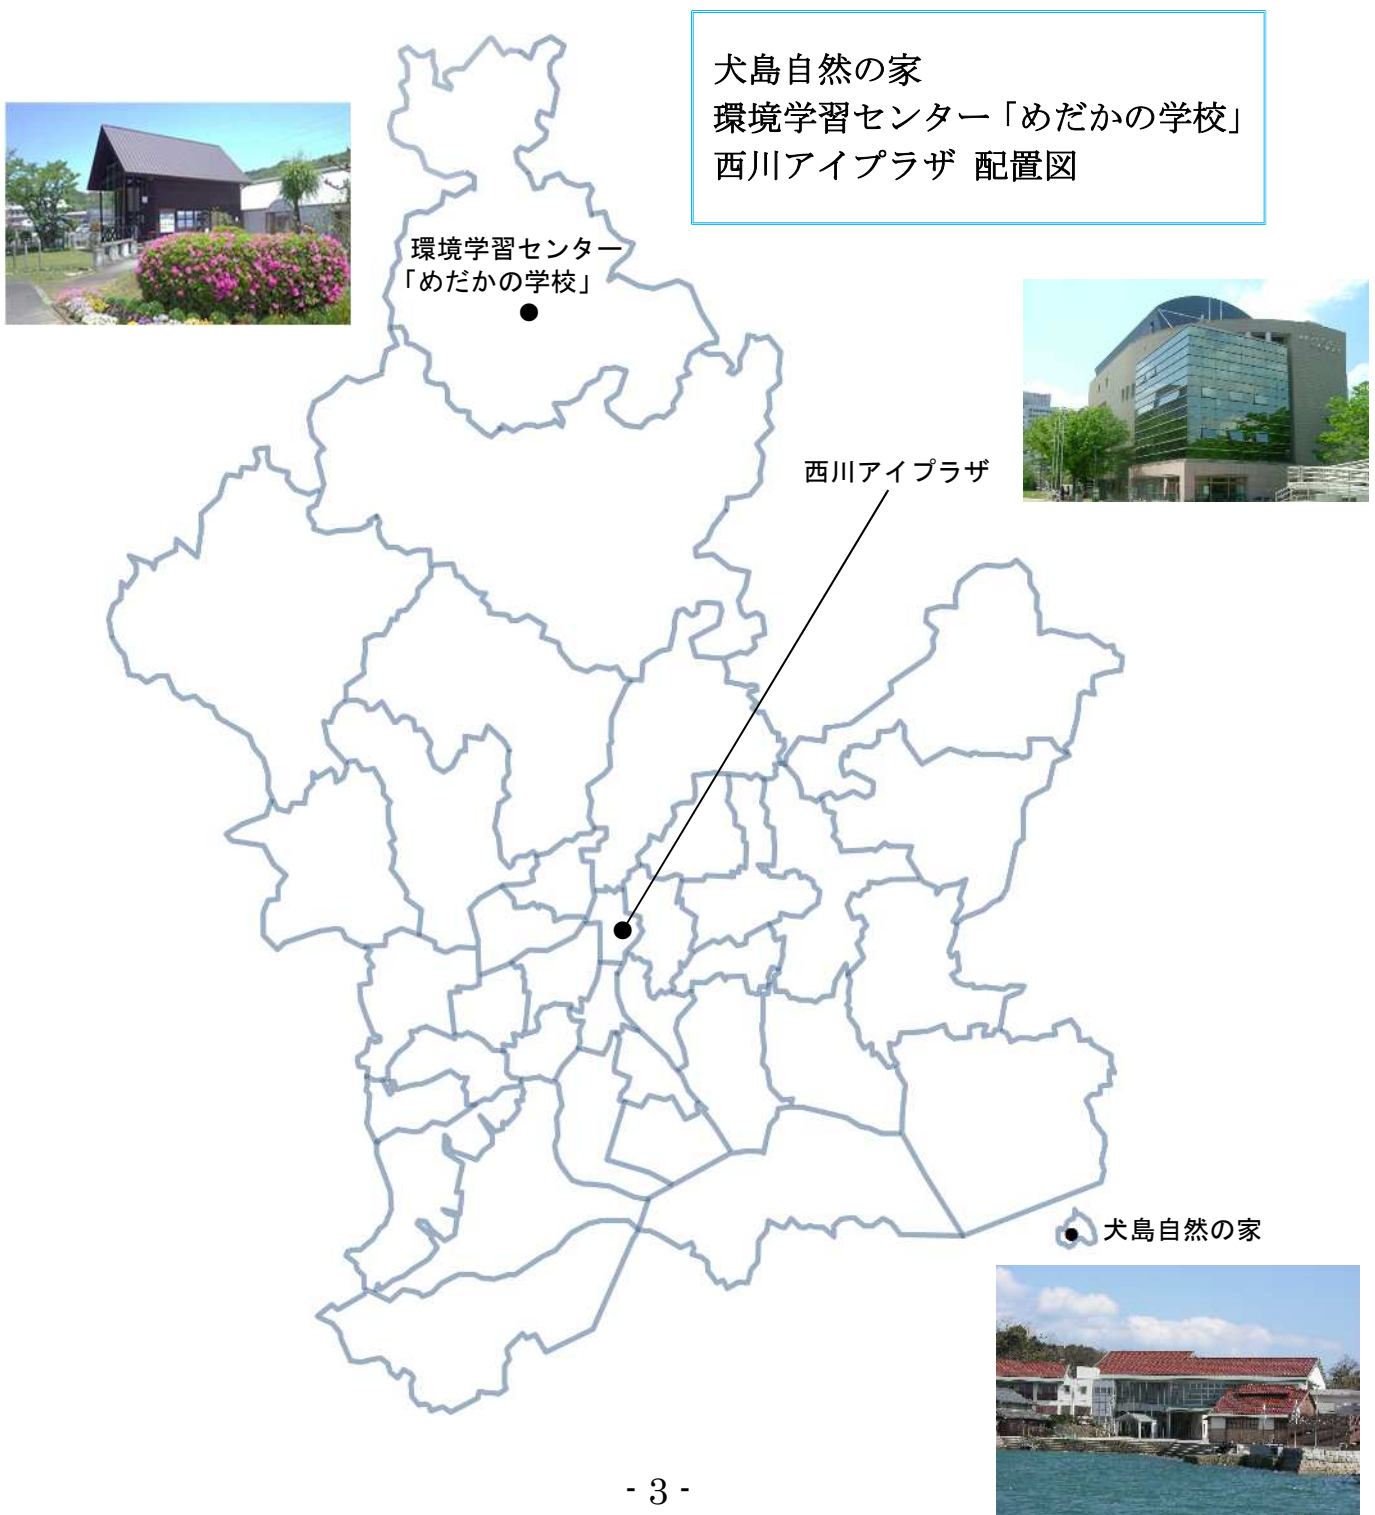 犬島自然の家
環境学習センター「めだかの学校」
西川アイプラザ 配置図
環境学習センター
「めだかの学校」
西川アイプラザ
犬島自然の家
- 3 -